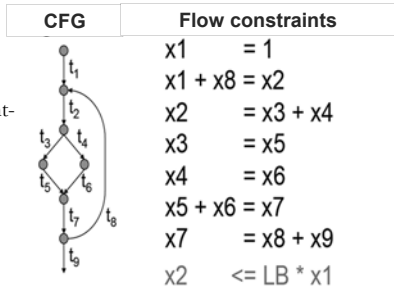 CFG
Flow constraints
t1
t2
t3 t4
t5 t6
t7 t8
t9
x1 = 1
x1 + x8 = x2
x2 = x3 + x4
x3 = x5
x4 = x6
x5 + x6 = x7
x7 = x8 + x9
x2 <= LB * x1
t-